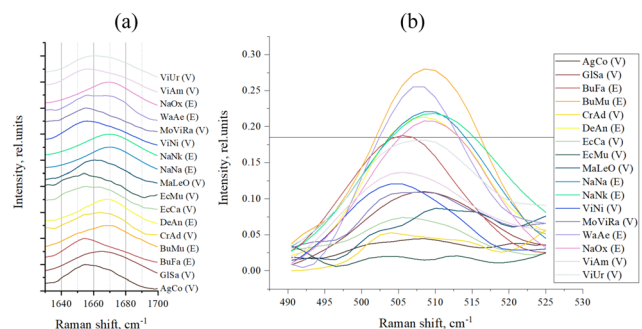 (a)
(b)
Intensity, rel.units
ViUr (V)
ViAm (V)
NaOx (E)
WaAe (E)
MoViRa (V)
ViNi (V)
NaNk (E)
NaNa (E)
MaLeO (V)
EcMu (V)
EcCa (V)
DeAn (E)
CrAd (V)
BuMu (E)
BuFa (E)
GlSa (V)
AgCo (V)
1640 1660 1680 1700
Raman shift, cm-1
Intensity, rel.units
0.30
0.25
0.20
0.15
0.10
0.05
0.00
490 495 500 505 510 515 520 525 530
Raman shift, cm-1
AgCo (V)
GlSa (V)
BuFa (E)
BuMu (E)
CrAd (V)
DeAn (E)
EcCa (V)
EcMu (V)
MaLeO (V)
NaNa (E)
NaNk (E)
ViNi (V)
MoViRa (V)
WaAe (E)
NaOx (E)
ViAm (V)
ViUr (V)